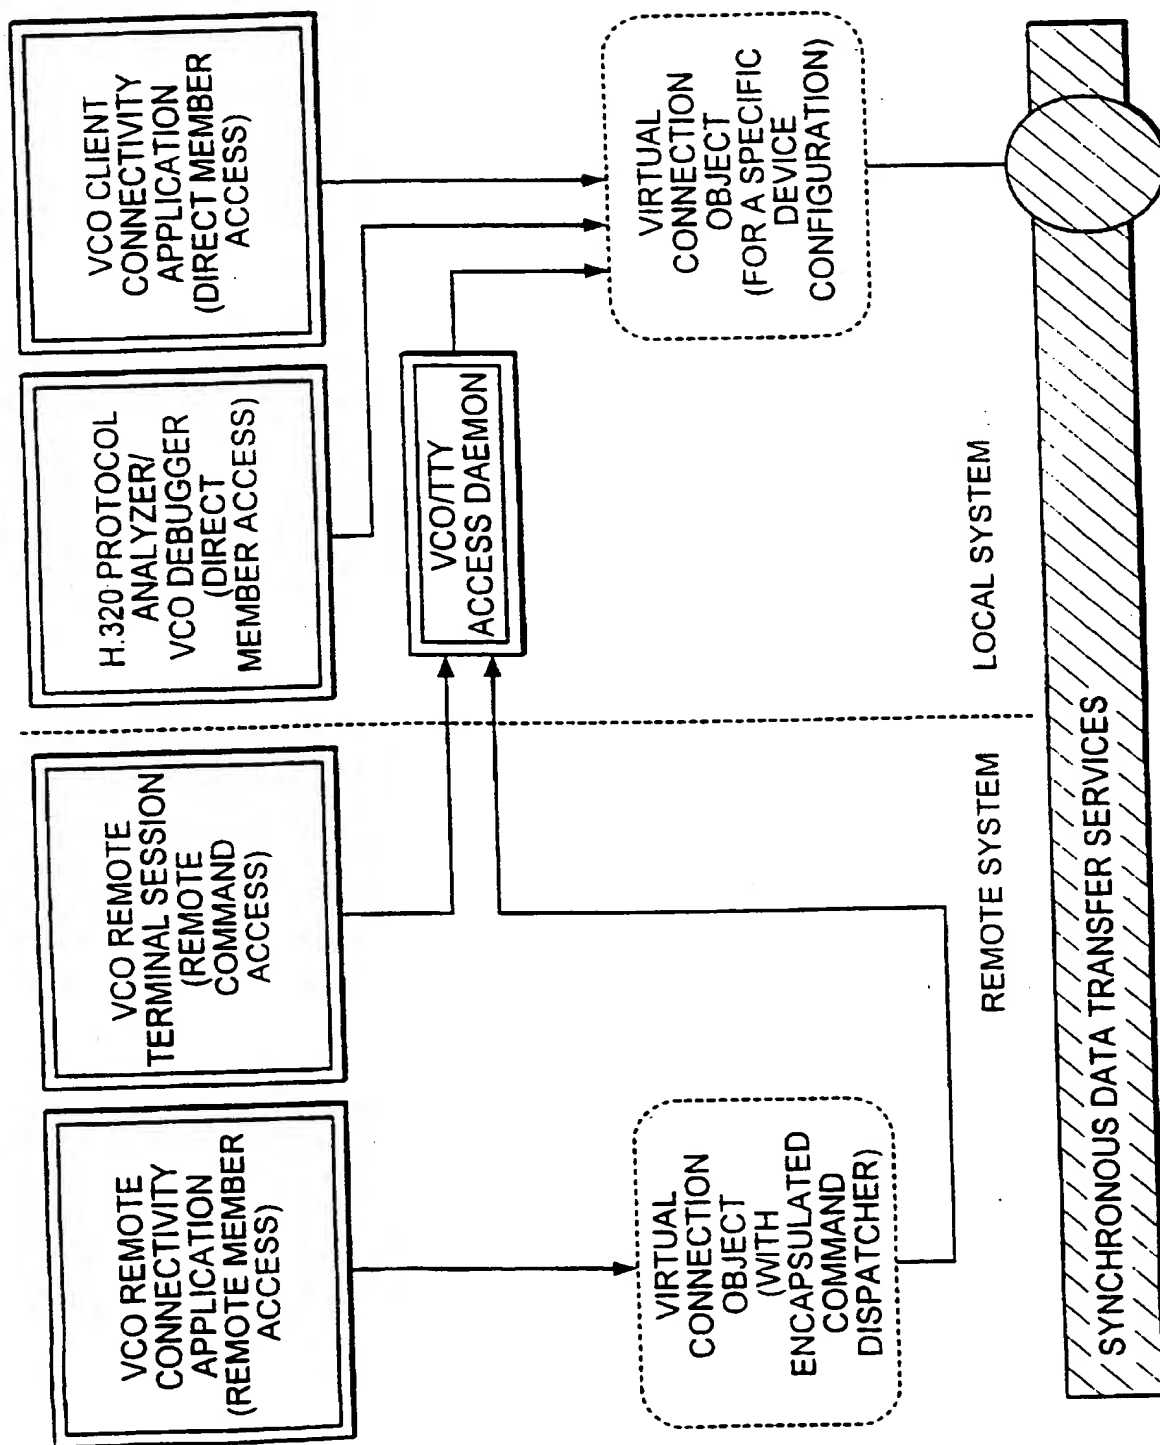 VCO REMOTE
CONNECTIVITY
APPLICATION
(REMOTE MEMBER
ACCESS)
VCO REMOTE
TERMINAL SESSION
(REMOTE
COMMAND
ACCESS)
H.320 PROTOCOL
ANALYZER/
VCO DEBUGGER
(DIRECT
MEMBER ACCESS)
VCO CLIENT
CONNECTIVITY
APPLICATION
(DIRECT MEMBER
ACCESS)
VCO/TTY
ACCESS DAEMON
VIRTUAL
CONNECTION
OBJECT
(WITH
ENCAPSULATED
COMMAND
DISPATCHER)
VIRTUAL
CONNECTION
OBJECT
(FOR A SPECIFIC
DEVICE
CONFIGURATION)
REMOTE SYSTEM
LOCAL SYSTEM
SYNCHRONOUS DATA TRANSFER SERVICES